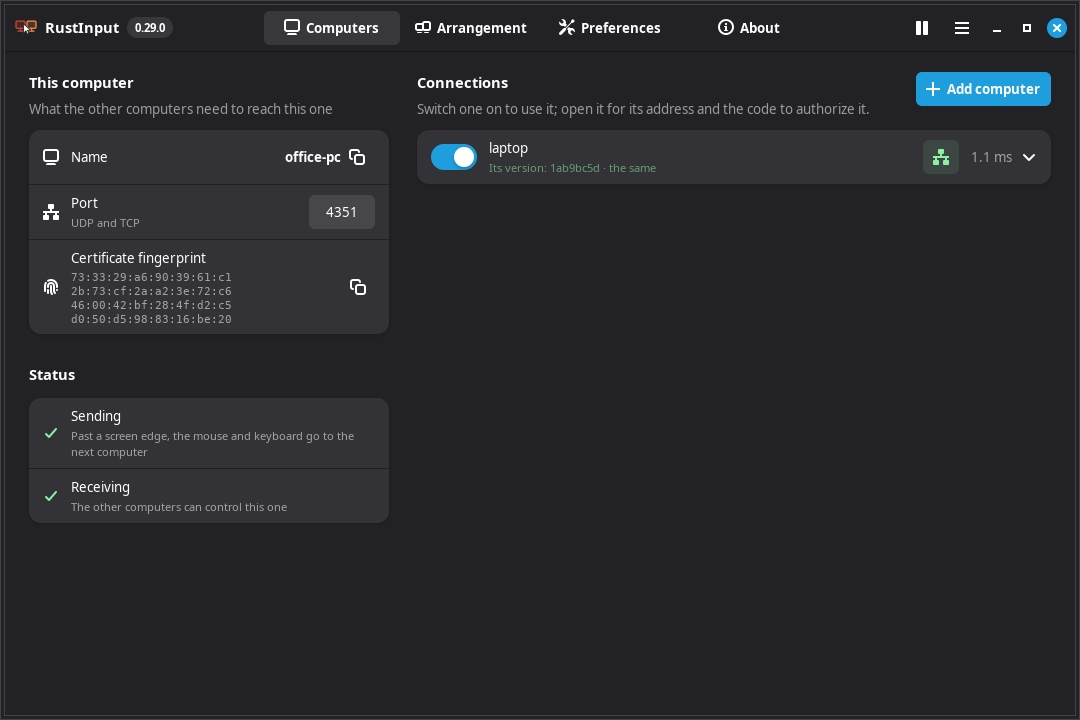 RustInput 0.29.0 Computers Arrangement Preferences About
This computer
What the other computers need to reach this one
Name office-pc
Port
UDP and TCP
4351
Certificate fingerprint
73:33:29:a6:90:39:61:c1
2b:73:cf:2a:a2:3e:72:c6
46:00:42:bf:28:4f:d2:c5
d0:50:d5:98:83:16:be:20
Status
Sending
Past a screen edge, the mouse and keyboard go to the
next computer
Receiving
The other computers can control this one
Connections
Switch one on to use it; open it for its address and the code to authorize it.
Add computer
laptop
Its version: 1ab9bc5d · the same
1.1 ms